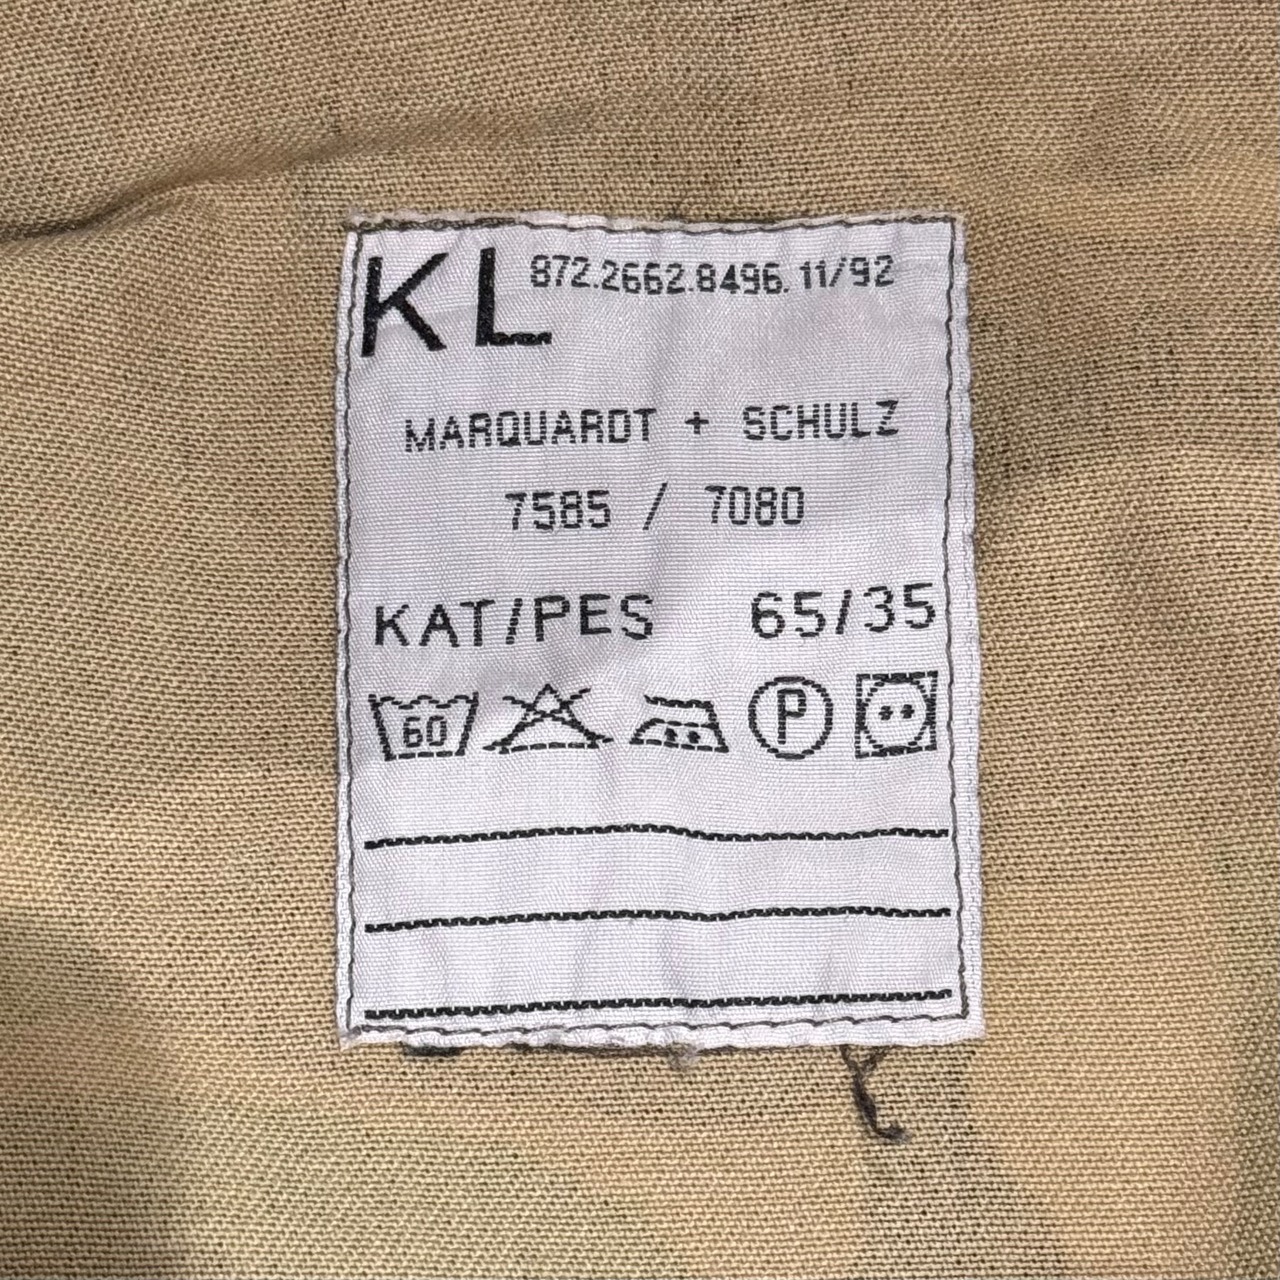 KL 872.2662.8496. 11/92
MARQUARDT + SCHULZ
7585 / 7080
KAT/PES 65/35
60 P